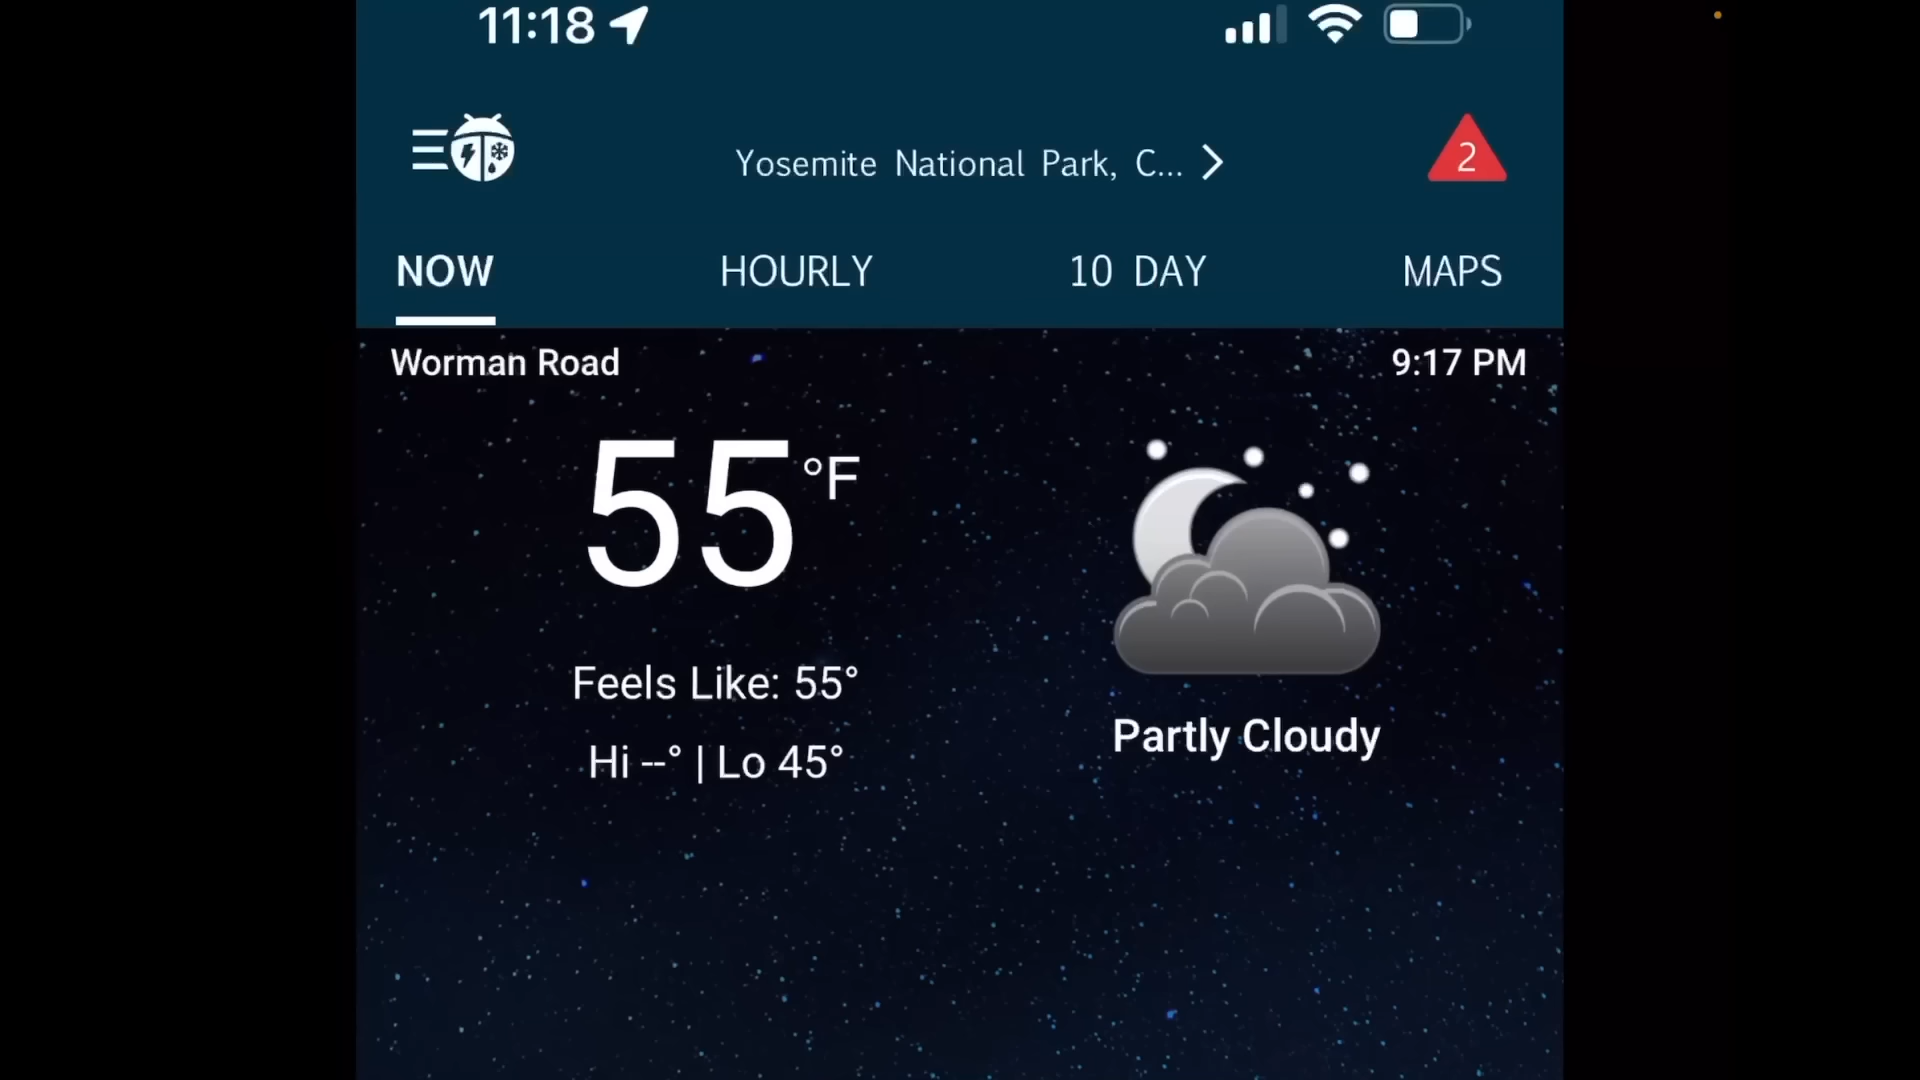 11:18
Yosemite National Park, C...
2
NOW
HOURLY
10 DAY
MAPS
Worman Road
9:17 PM
55°F
Feels Like: 55°
Hi --° | Lo 45°
Partly Cloudy